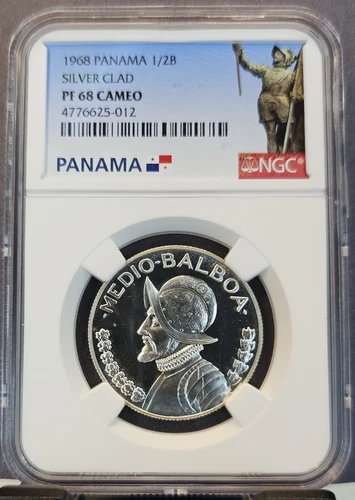 1968 PANAMA 1/2B
SILVER CLAD
PF 68 CAMEO
4776625-012
PANAMA
NGC®
·MEDIO-BALBOA·